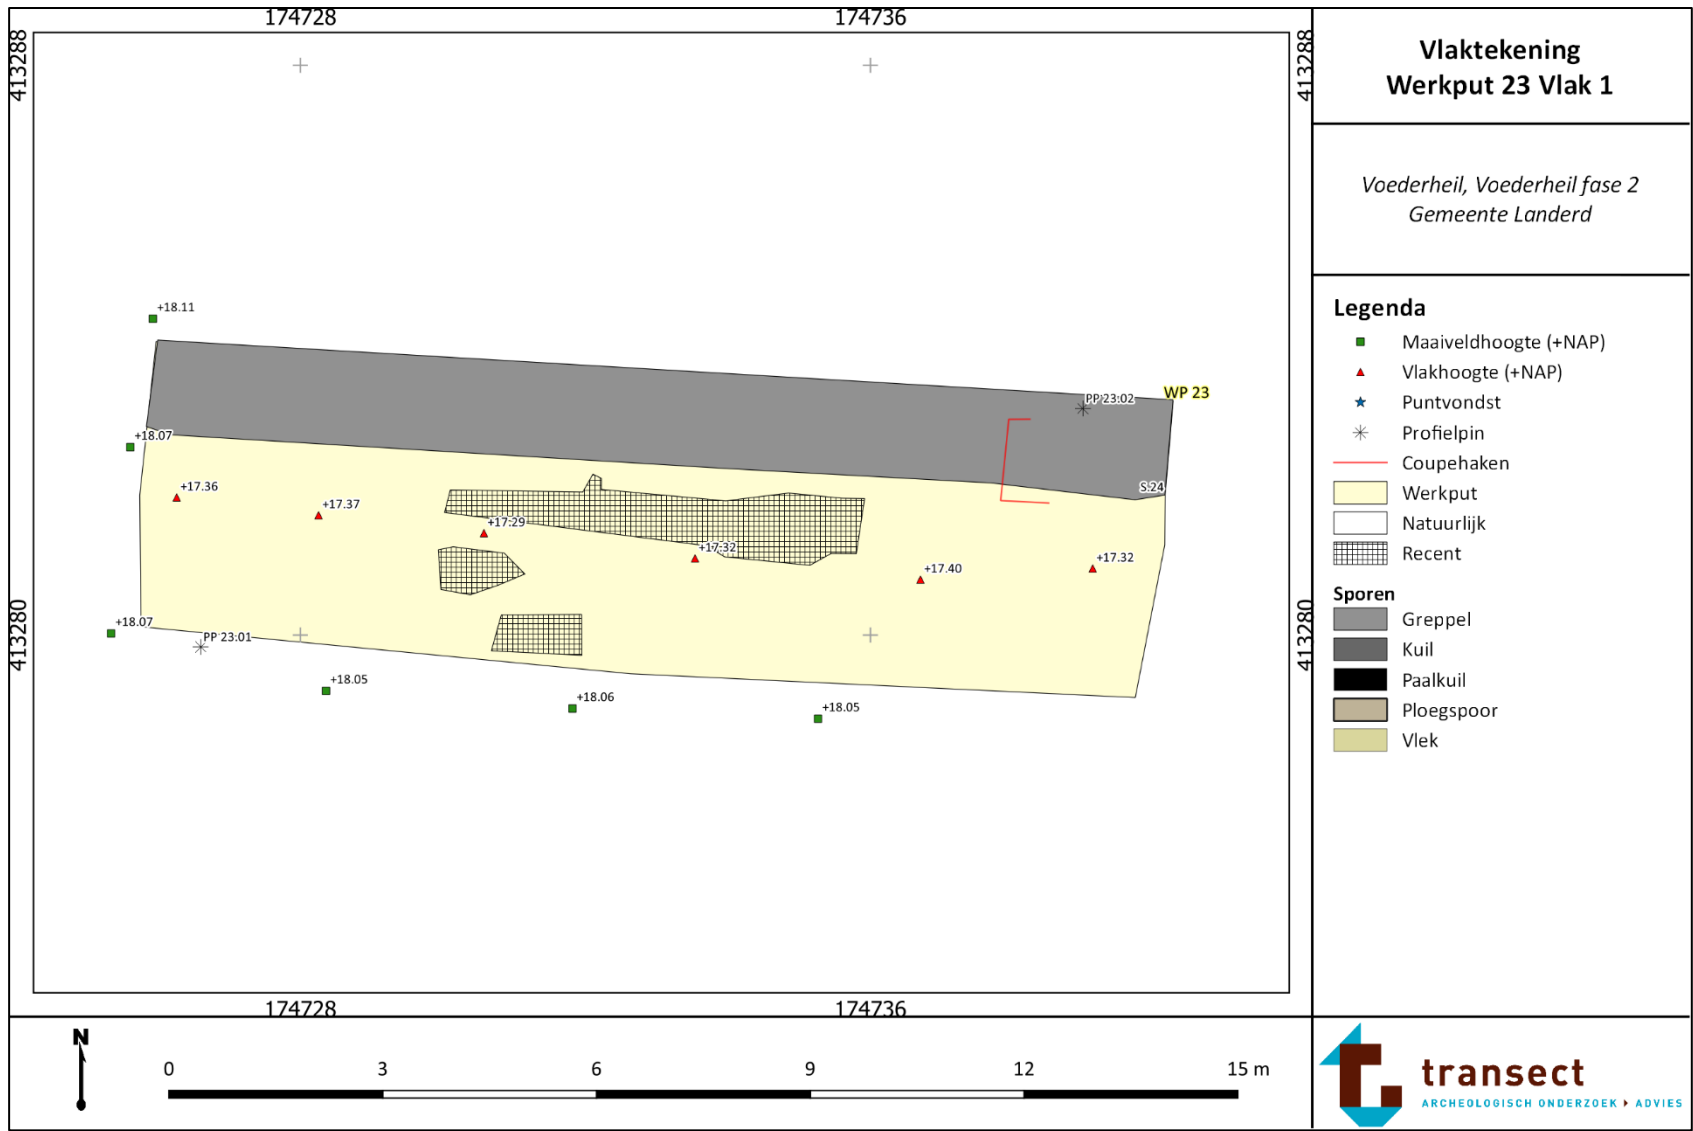 174728 174736
413288
413288
Vlaktekening
Werkput 23 Vlak 1
Voederheil, Voederheil fase 2
Gemeente Landerd
+18.11
PP 23:02
WP 23
+18.07
S.24
+17.36
+17.37
+17.29
+17.32
+17.40
+17.32
413280
413280
+18.07
PP 23:01
+18.05
+18.06
+18.05
174728 174736
Legenda
Maaiveldhoogte (+NAP)
Vlakhoogte (+NAP)
Puntvondst
Profielpin
Coupehaken
Werkput
Natuurlijk
Recent
Sporen
Greppel
Kuil
Paalkuil
Ploegspoor
Vlek
N
0 3 6 9 12 15 m
transect
ARCHEOLOGISCH ONDERZOEK ADVIES